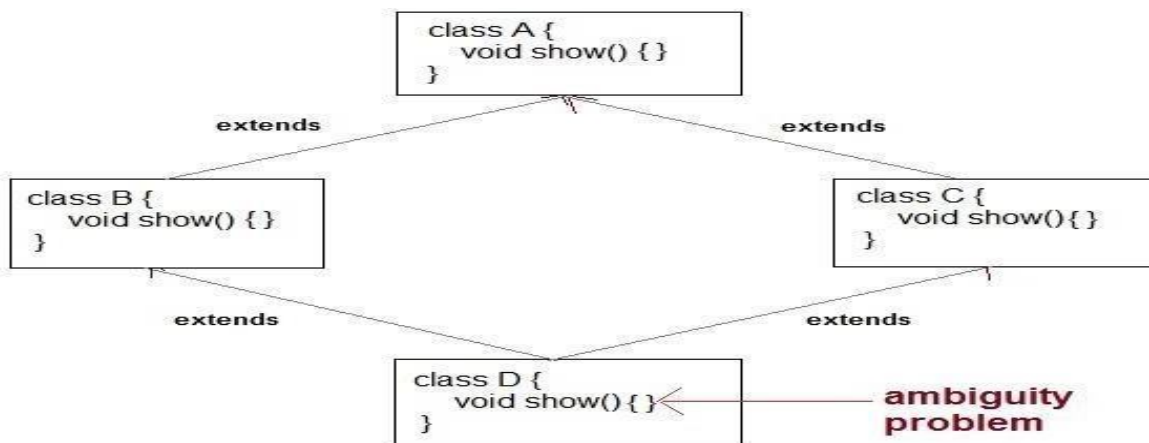 class A {
void show() { }
}
extends
extends
class B {
void show() { }
}
class C {
void show(){ }
}
extends
extends
class D {
void show(){ }
}
ambiguity
problem